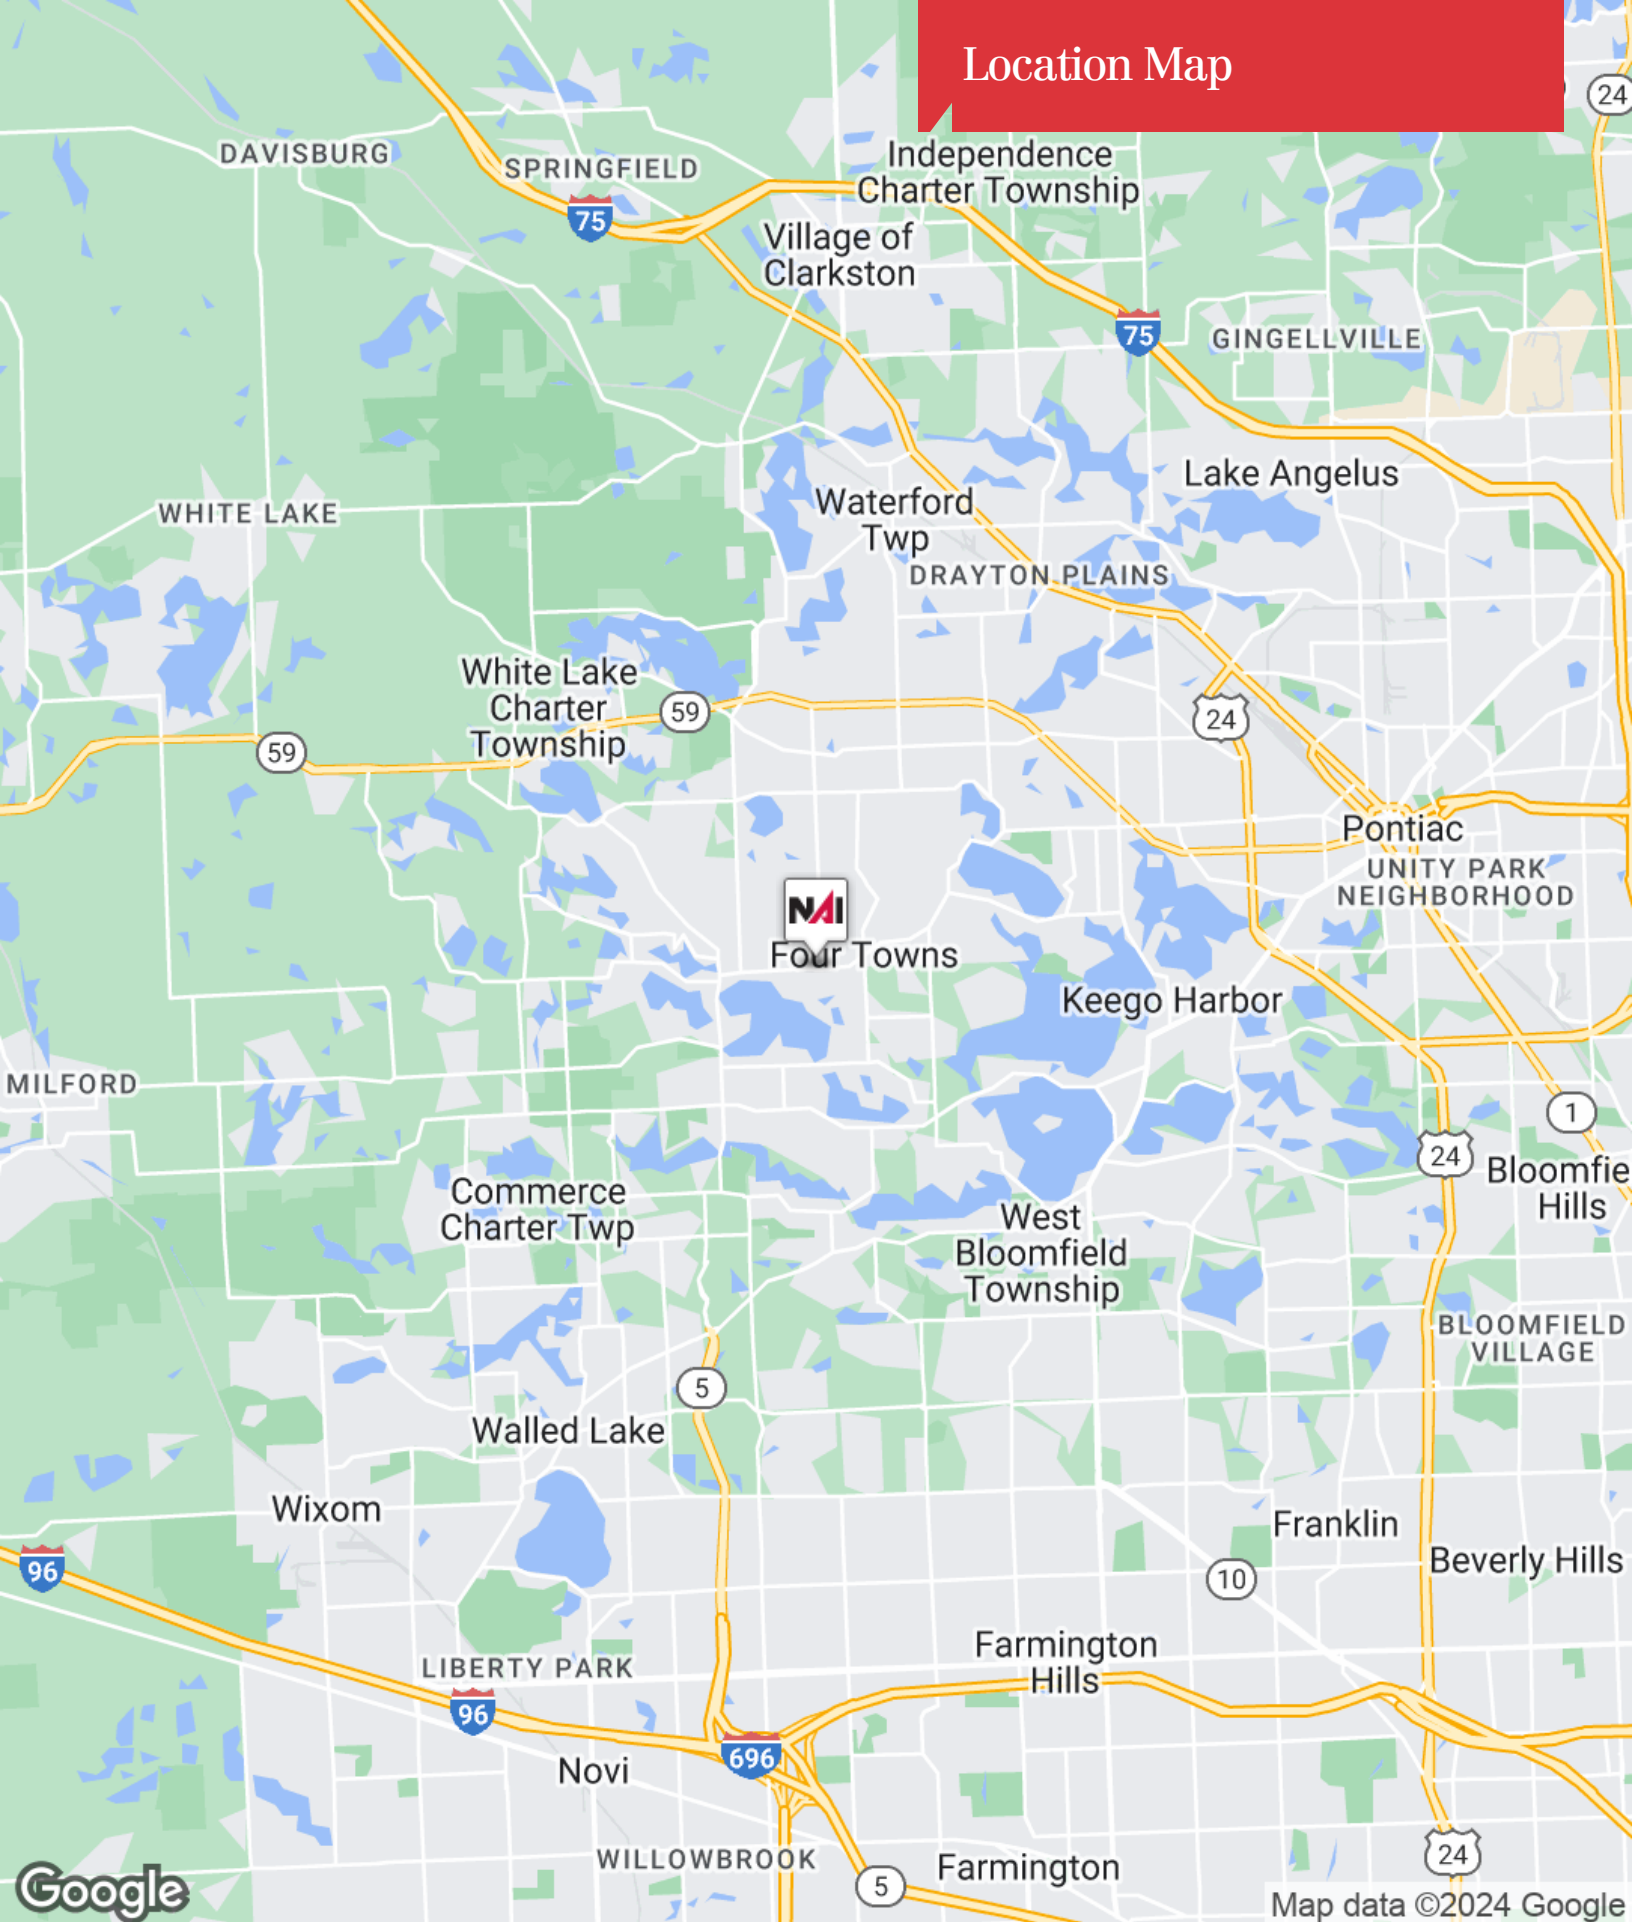 Location Map
24
DAVISBURG
SPRINGFIELD
Independence
Charter Township
75
Village of
Clarkston
75
GINGELLVILLE
Lake Angelus
WHITE LAKE
Waterford
Twp
DRAYTON PLAINS
White Lake
Charter
Township
59
59
24
Pontiac
UNITY PARK
NEIGHBORHOOD
NAI
Four Towns
Keego Harbor
MILFORD
1
24
Bloomfie
Hills
Commerce
Charter Twp
West
Bloomfield
Township
BLOOMFIELD
VILLAGE
5
Walled Lake
Wixom
Franklin
96
Beverly Hills
10
Farmington
Hills
LIBERTY PARK
96
696
Novi
WILLOWBROOK
24
Farmington
5
Google
Map data ©2024 Google